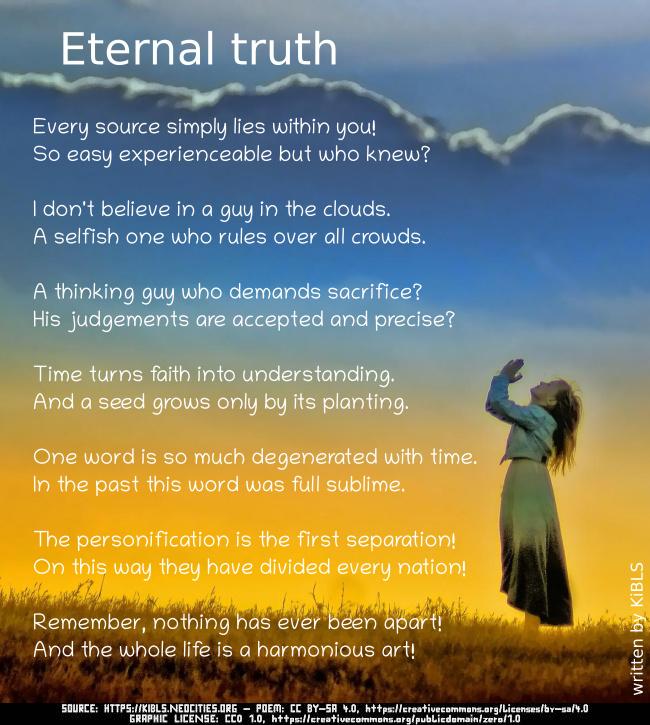 Eternal truth
Every source simply lies within you!
So easy experienceable but who knew?
I don't believe in a guy in the clouds.
A selfish one who rules over all crowds.
A thinking guy who demands sacrifice?
His judgements are accepted and precise?
Time turns faith into understanding.
And a seed grows only by its planting.
One word is so much degenerated with time.
In the past this word was full sublime.
The personification is the first separation!
On this way they have divided every nation!
Remember, nothing has ever been apart!
And the whole life is a harmonious art!
written by KiBLS
SOURCE: HTTPS://KIBLS.NEOCITIES.ORG – POEM: CC BY–SA 4.0, https://creativecommons.org/licenses/by-sa/4.0
GRAPHIC LICENSE: CC0 1.0, https://creativecommons.org/publicdomain/zero/1.0